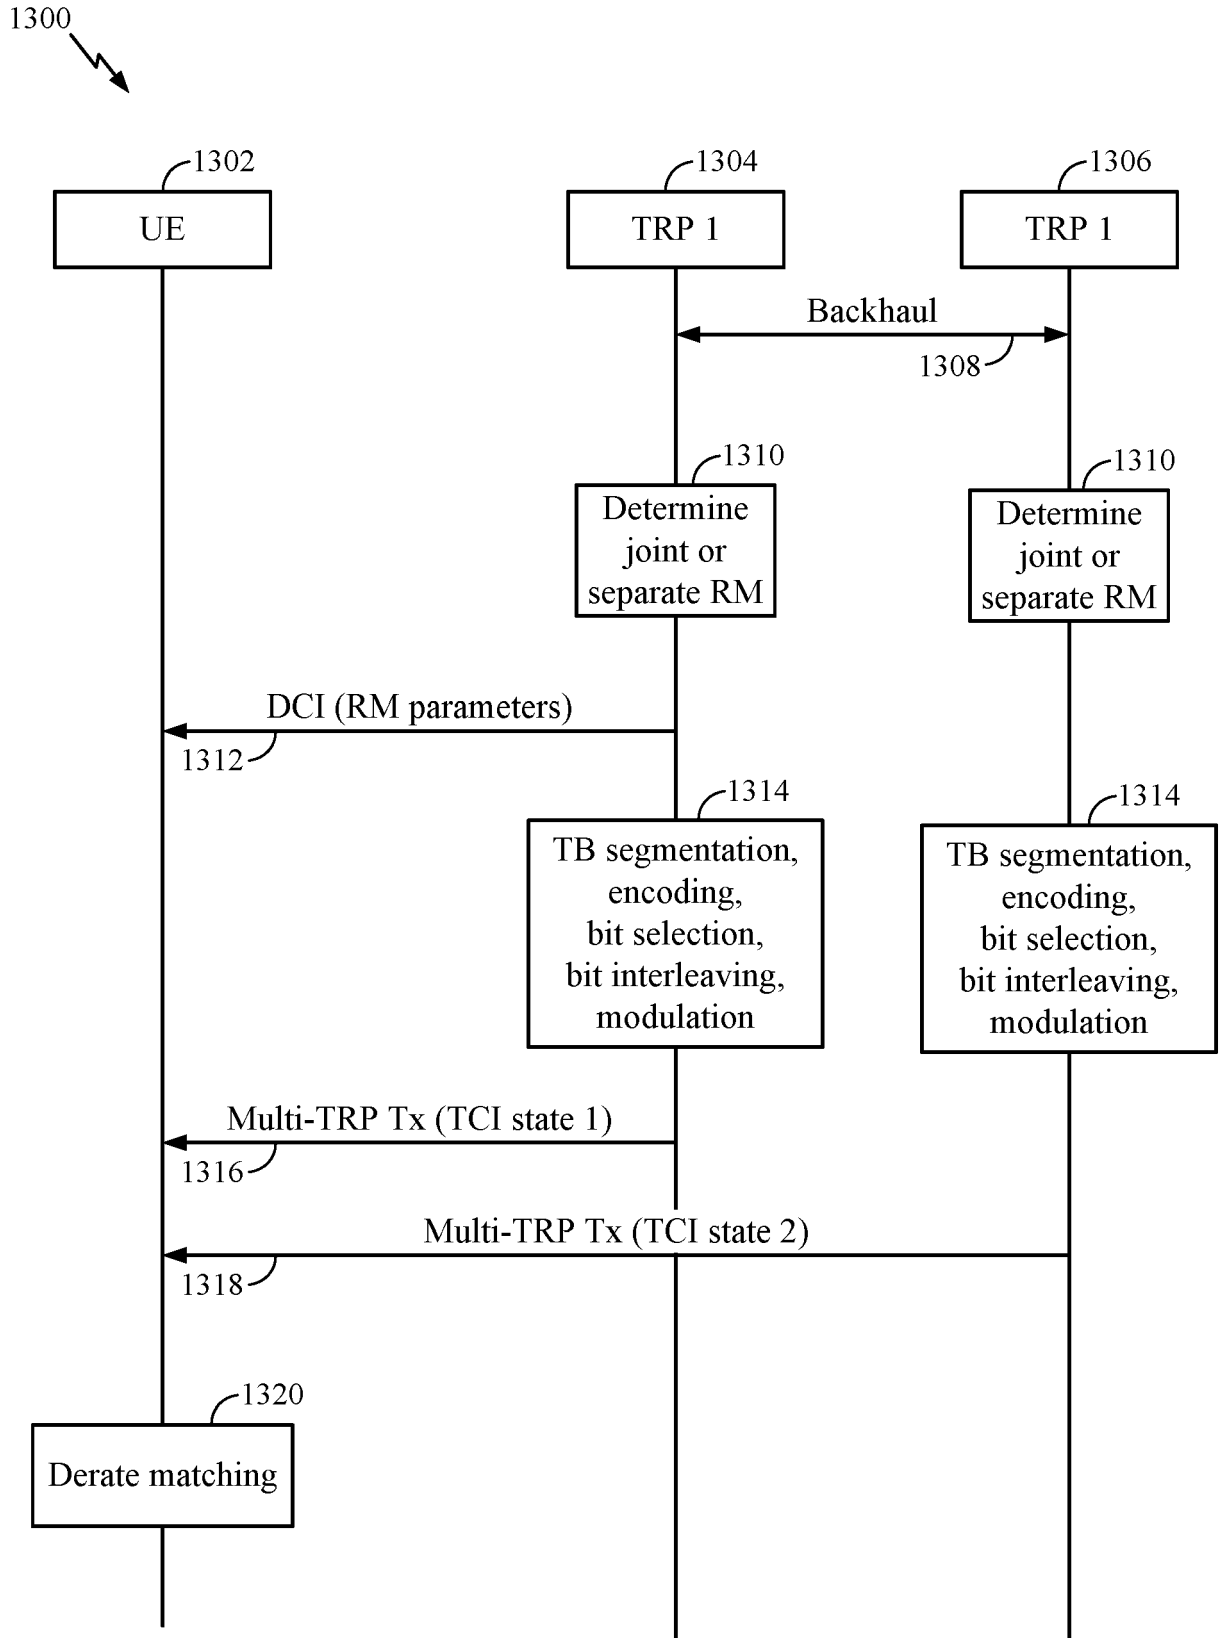 1300
1302
1304
1306
UE
TRP 1
TRP 1
Backhaul
1308
1310
1310
Determine
joint or
separate RM
Determine
joint or
separate RM
DCI (RM parameters)
1312
1314
1314
TB segmentation,
encoding,
bit selection,
bit interleaving,
modulation
TB segmentation,
encoding,
bit selection,
bit interleaving,
modulation
Multi-TRP Tx (TCI state 1)
1316
Multi-TRP Tx (TCI state 2)
1318
1320
Derate matching